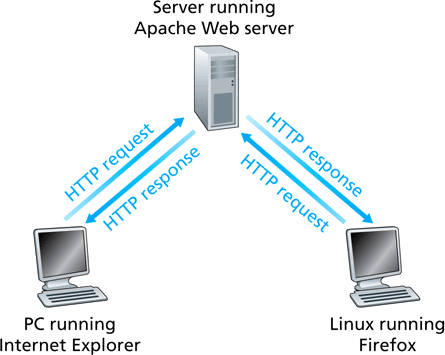 Server running
Apache Web server
HTTP request
HTTP response
HTTP response
HTTP request
PC running
Internet Explorer
Linux running
Firefox